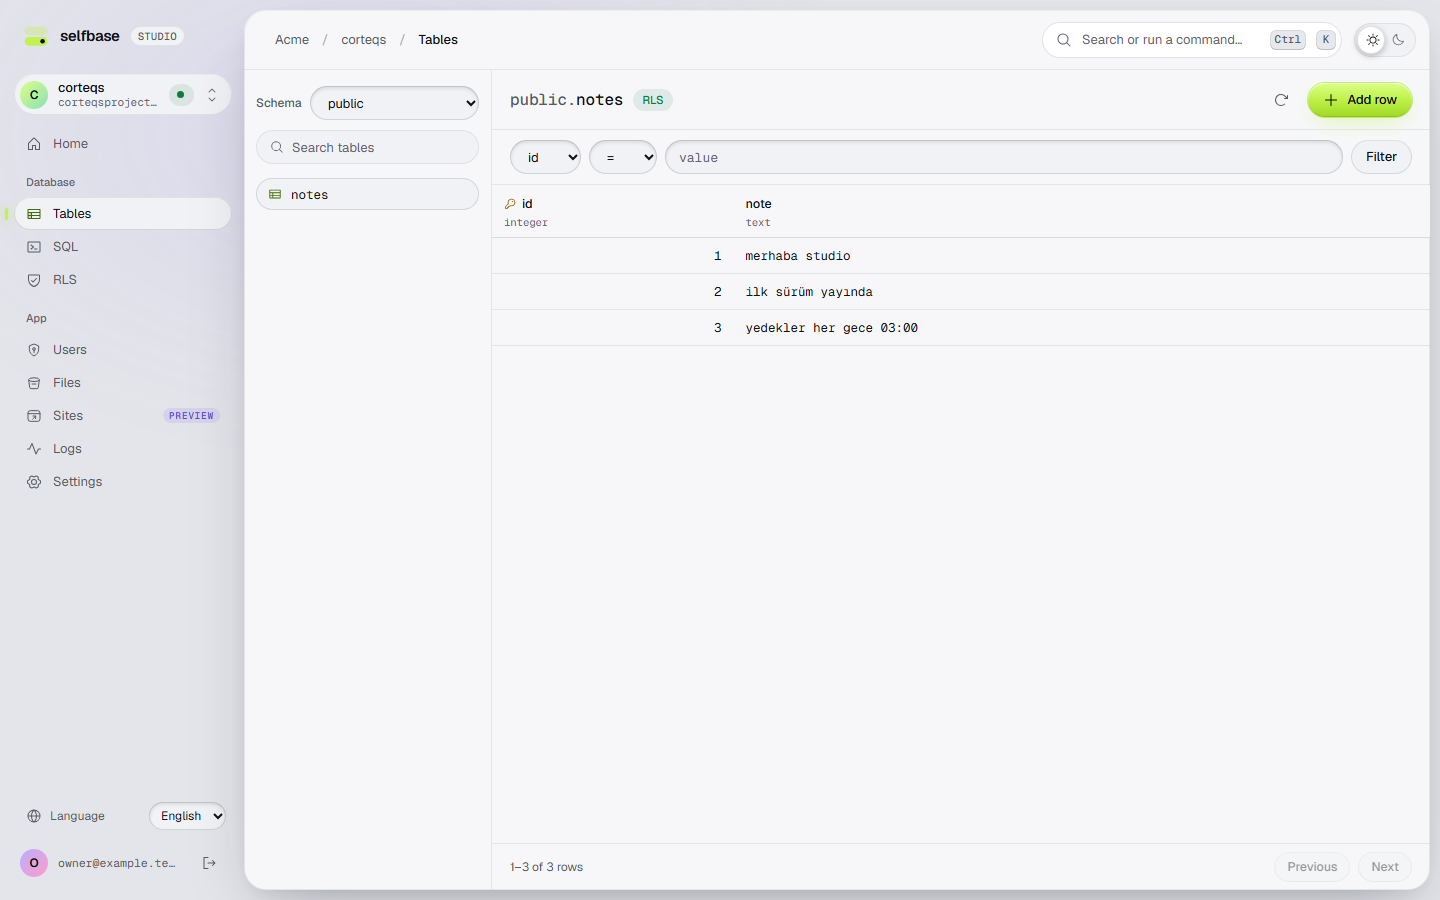 selfbase STUDIO
C corteqs
corteqsproject…
Home
Database
Tables
SQL
RLS
App
Users
Files
Sites PREVIEW
Logs
Settings
Language English
O owner@example.te…
Acme / corteqs / Tables
Search or run a command… Ctrl K
Schema public
Search tables
notes
public.notes RLS
Add row
id = value Filter
id note
integer text
1 merhaba studio
2 ilk sürüm yayında
3 yedekler her gece 03:00
1–3 of 3 rows
Previous Next